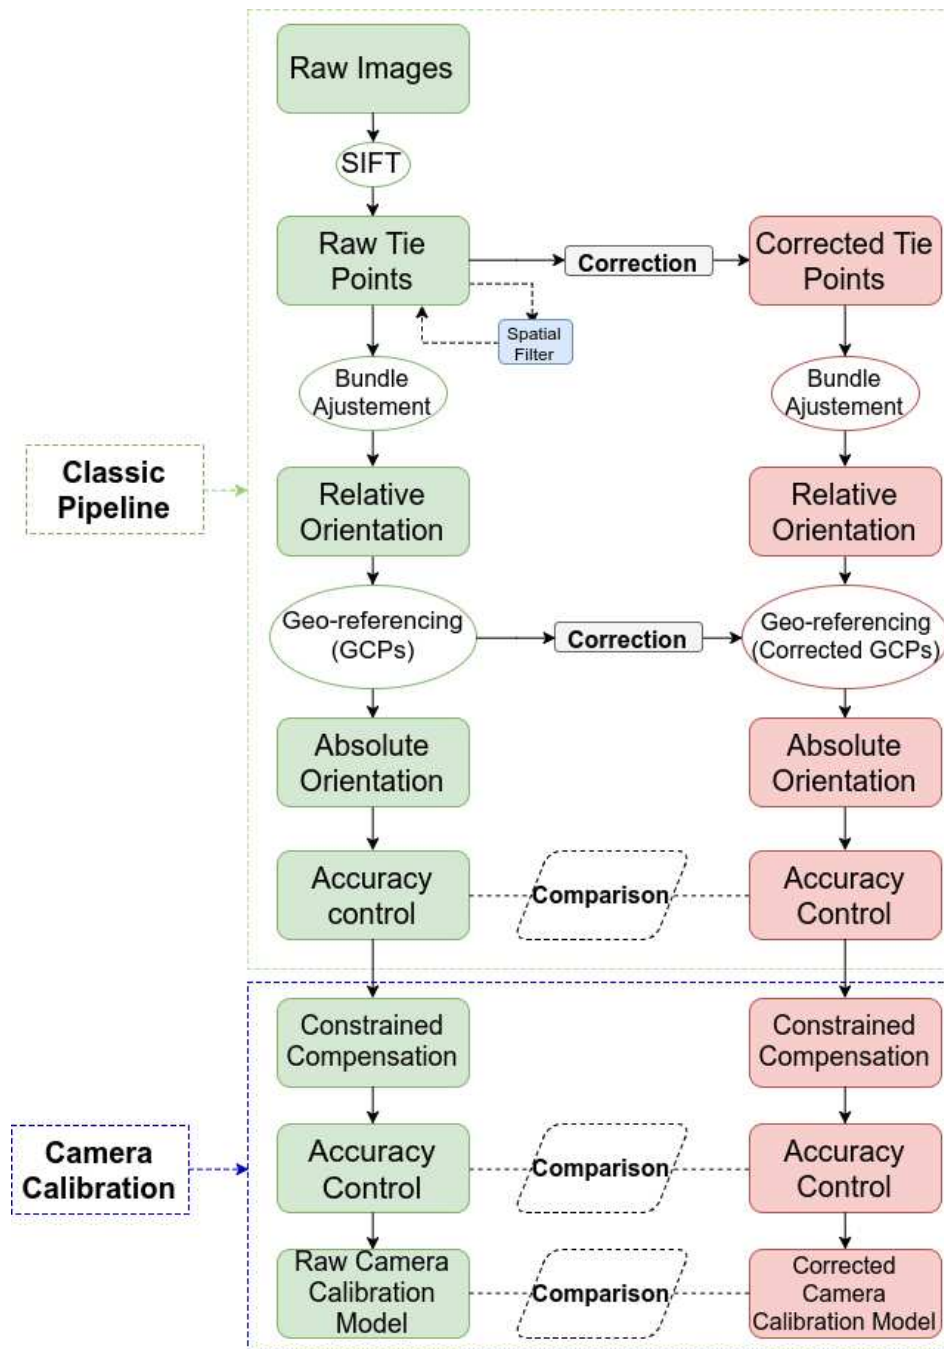 Raw Images
SIFT
Raw Tie
Points
Correction
Corrected Tie
Points
Spatial
Filter
Bundle
Ajustement
Bundle
Ajustement
Classic
Pipeline
Relative
Orientation
Relative
Orientation
Geo-referencing
(GCPs)
Correction
Geo-referencing
(Corrected GCPs)
Absolute
Orientation
Absolute
Orientation
Accuracy
control
Comparison
Accuracy
Control
Constrained
Compensation
Constrained
Compensation
Camera
Calibration
Accuracy
Control
Comparison
Accuracy
Control
Raw Camera
Calibration
Model
Comparison
Corrected
Camera
Calibration Model